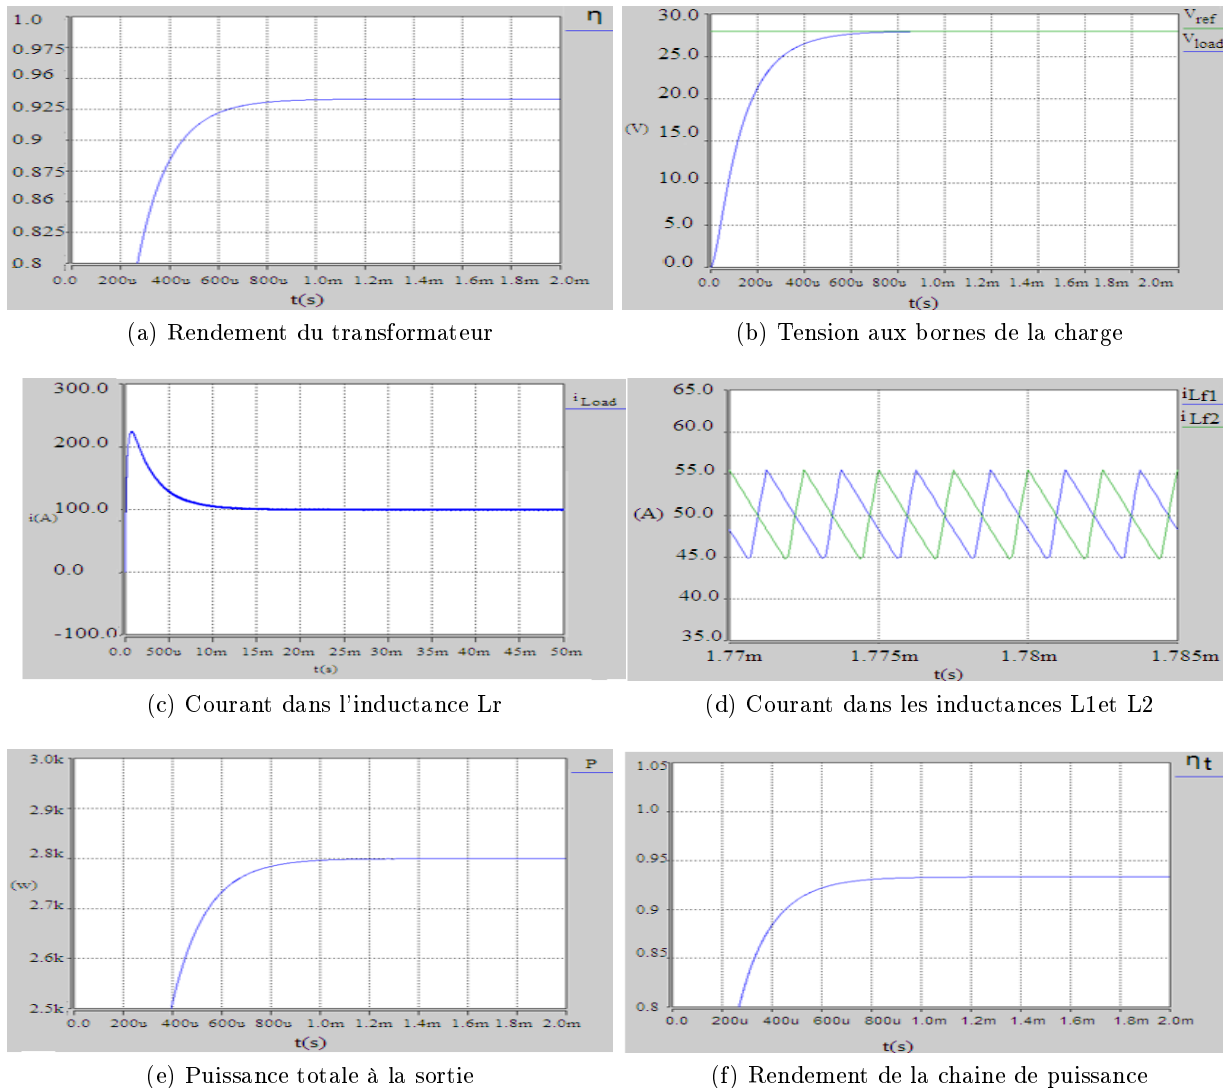 1.0
0.975
0.96
0.925
0.9
0.875
0.86
0.825
0.8
0.0 200u 400u 600u 800u 1.0m 1.2m 1.4m 1.6m 1.8m 2.0m
t(s)
η
(a) Rendement du transformateur
30.0
25.0
20.0
(V)
15.0
10.0
5.0
0.0
0.0 200u 400u 600u 800u 1.0m 1.2m 1.4m 1.6m 1.8m 2.0m
t(s)
Vref
Vload
(b) Tension aux bornes de la charge
300.0
200.0
100.0
i(A)
0.0
-100.0
0.0 500u 10m 15m 20m 25m 30m 35m 40m 45m 50m
t(s)
iLoad
(c) Courant dans l'inductance Lr
65.0
60.0
55.0
50.0
(A)
45.0
40.0
35.0
1.77m 1.775m 1.78m 1.785m
t(s)
iLf1
iLf2
(d) Courant dans les inductances L1et L2
3.0k
2.9k
2.8k
(w)
2.7k
2.6k
2.5k
0.0 200u 400u 600u 800u 1.0m 1.2m 1.4m 1.6m 1.8m 2.0m
t(s)
P
(e) Puissance totale à la sortie
1.05
1.0
0.95
0.9
0.85
0.8
0.0 200u 400u 600u 800u 1.0m 1.2m 1.4m 1.6m 1.8m 2.0m
t(s)
ηt
(f) Rendement de la chaine de puissance